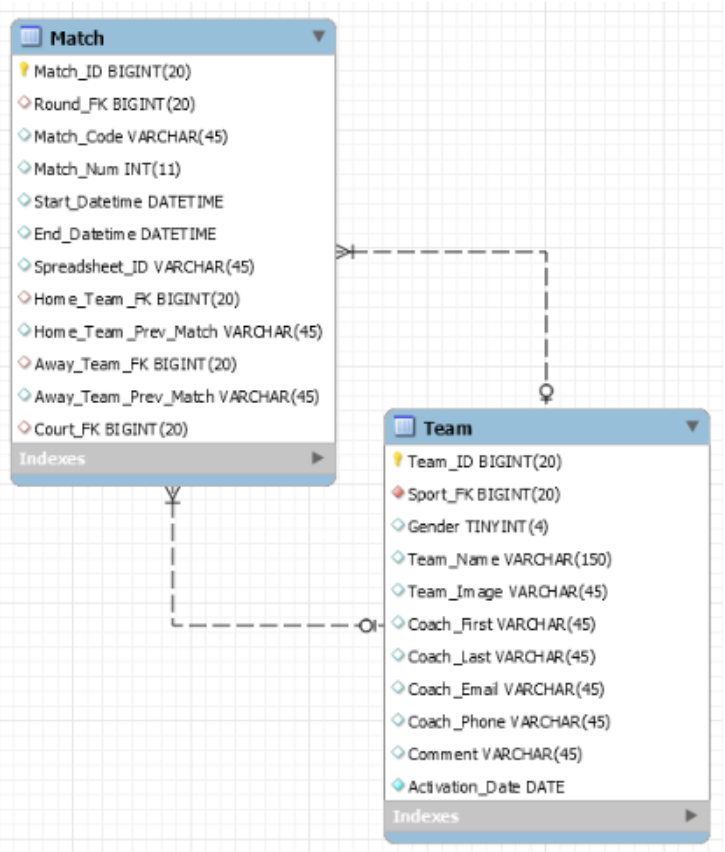 Match
Match_ID BIGINT(20)
Round_FK BIGINT(20)
Match_Code VARCHAR(45)
Match_Num INT(11)
Start_Datetime DATETIME
End_Datetime DATETIME
Spreadsheet_ID VARCHAR(45)
Home_Team_FK BIGINT(20)
Home_Team_Prev_Match VARCHAR(45)
Away_Team_FK BIGINT(20)
Away_Team_Prev_Match VARCHAR(45)
Court_FK BIGINT(20)
Indexes
Team
Team_ID BIGINT(20)
Sport_FK BIGINT(20)
Gender TINYINT(4)
Team_Name VARCHAR(150)
Team_Image VARCHAR(45)
Coach_First VARCHAR(45)
Coach_Last VARCHAR(45)
Coach_Email VARCHAR(45)
Coach_Phone VARCHAR(45)
Comment VARCHAR(45)
Activation_Date DATE
Indexes